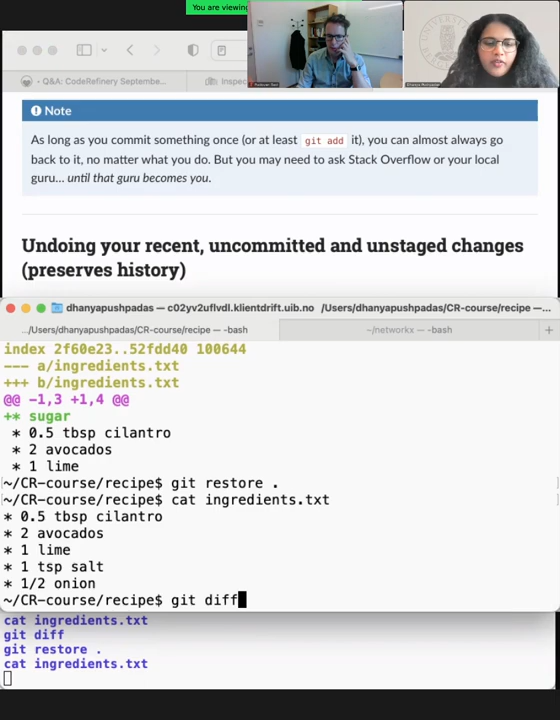 You are viewing
Q&A: CodeRefinery Septembe...
Inspec
Note
As long as you commit something once (or at least git add it), you can almost always go
back to it, no matter what you do. But you may need to ask Stack Overflow or your local
guru... until that guru becomes you.
Undoing your recent, uncommitted and unstaged changes
(preserves history)
dhanyapushpadas — c02yv2uflvdl.klientdrift.uib.no /Users/dhanyapushpadas/CR-course/recipe —...
.../Users/dhanyapushpadas/CR-course/recipe — -bash
~/networkx — -bash
index 2f60e23..52fdd40 100644
--- a/ingredients.txt
+++ b/ingredients.txt
@@ -1,3 +1,4 @@
+* sugar
* 0.5 tbsp cilantro
* 2 avocados
* 1 lime
~/CR-course/recipe$ git restore .
~/CR-course/recipe$ cat ingredients.txt
* 0.5 tbsp cilantro
* 2 avocados
* 1 lime
* 1 tsp salt
* 1/2 onion
~/CR-course/recipe$ git diff
cat ingredients.txt
git diff
git restore .
cat ingredients.txt